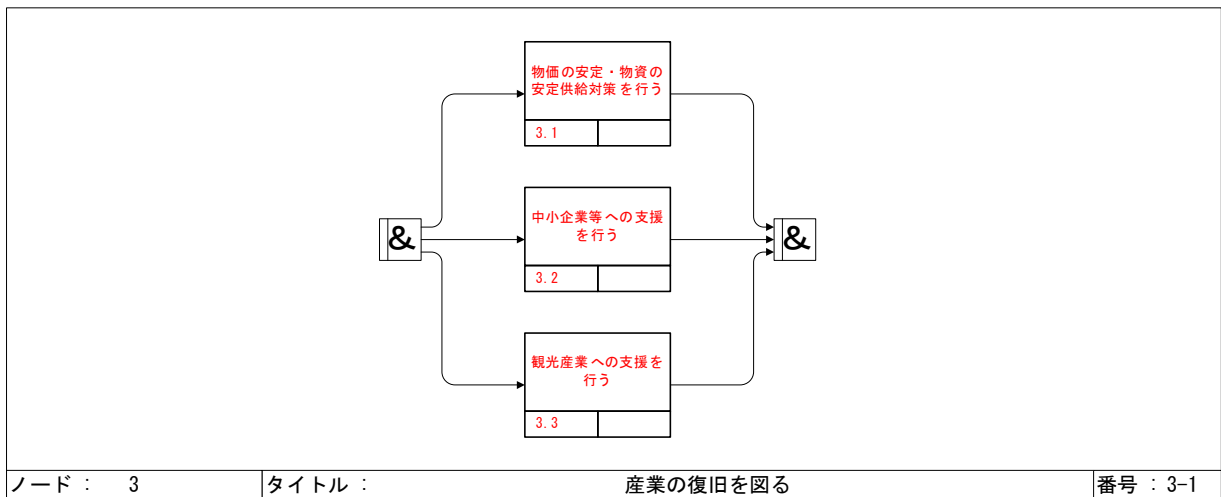 物価の安定・物資の
安定供給対策を行う
3.1
&
中小企業等への支援
を行う
3.2
&
観光産業への支援を
行う
3.3
ノード : 3 タイトル : 産業の復旧を図る 番号 : 3-1